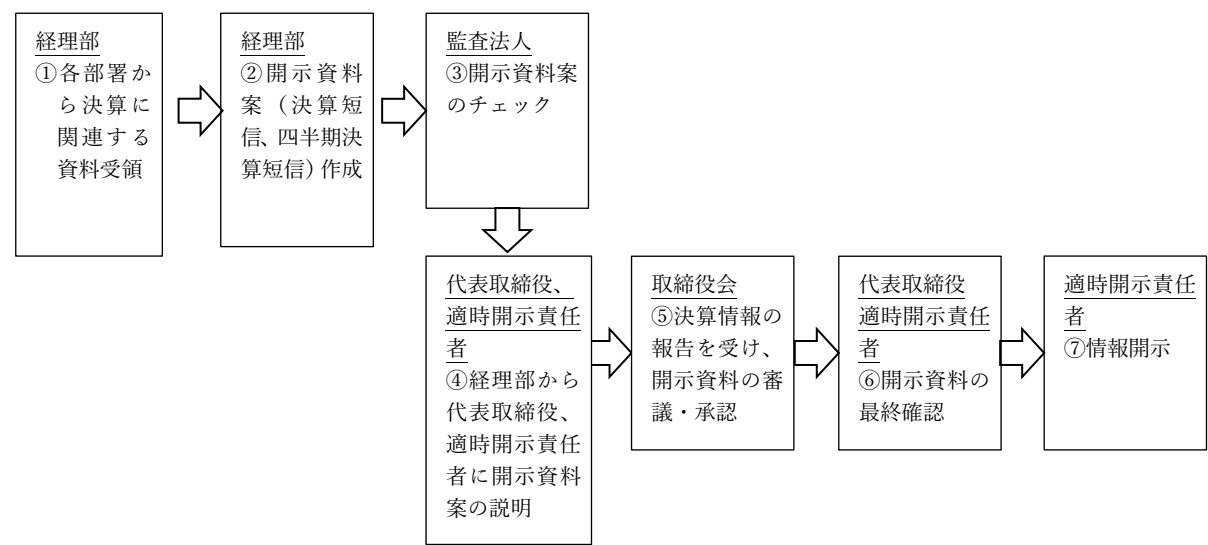 経理部
①各部署か
ら決算に
関連する
資料受領
経理部
②開示資料
案（決算短
信、四半期決
算短信）作成
監査法人
③開示資料案
のチェック
代表取締役、
適時開示責任
者
④経理部から
代表取締役、
適時開示責任
者に開示資料
案の説明
取締役会
⑤決算情報の
報告を受け、
開示資料の審
議・承認
代表取締役
適時開示責任
者
⑥開示資料の
最終確認
適時開示責任
者
⑦情報開示